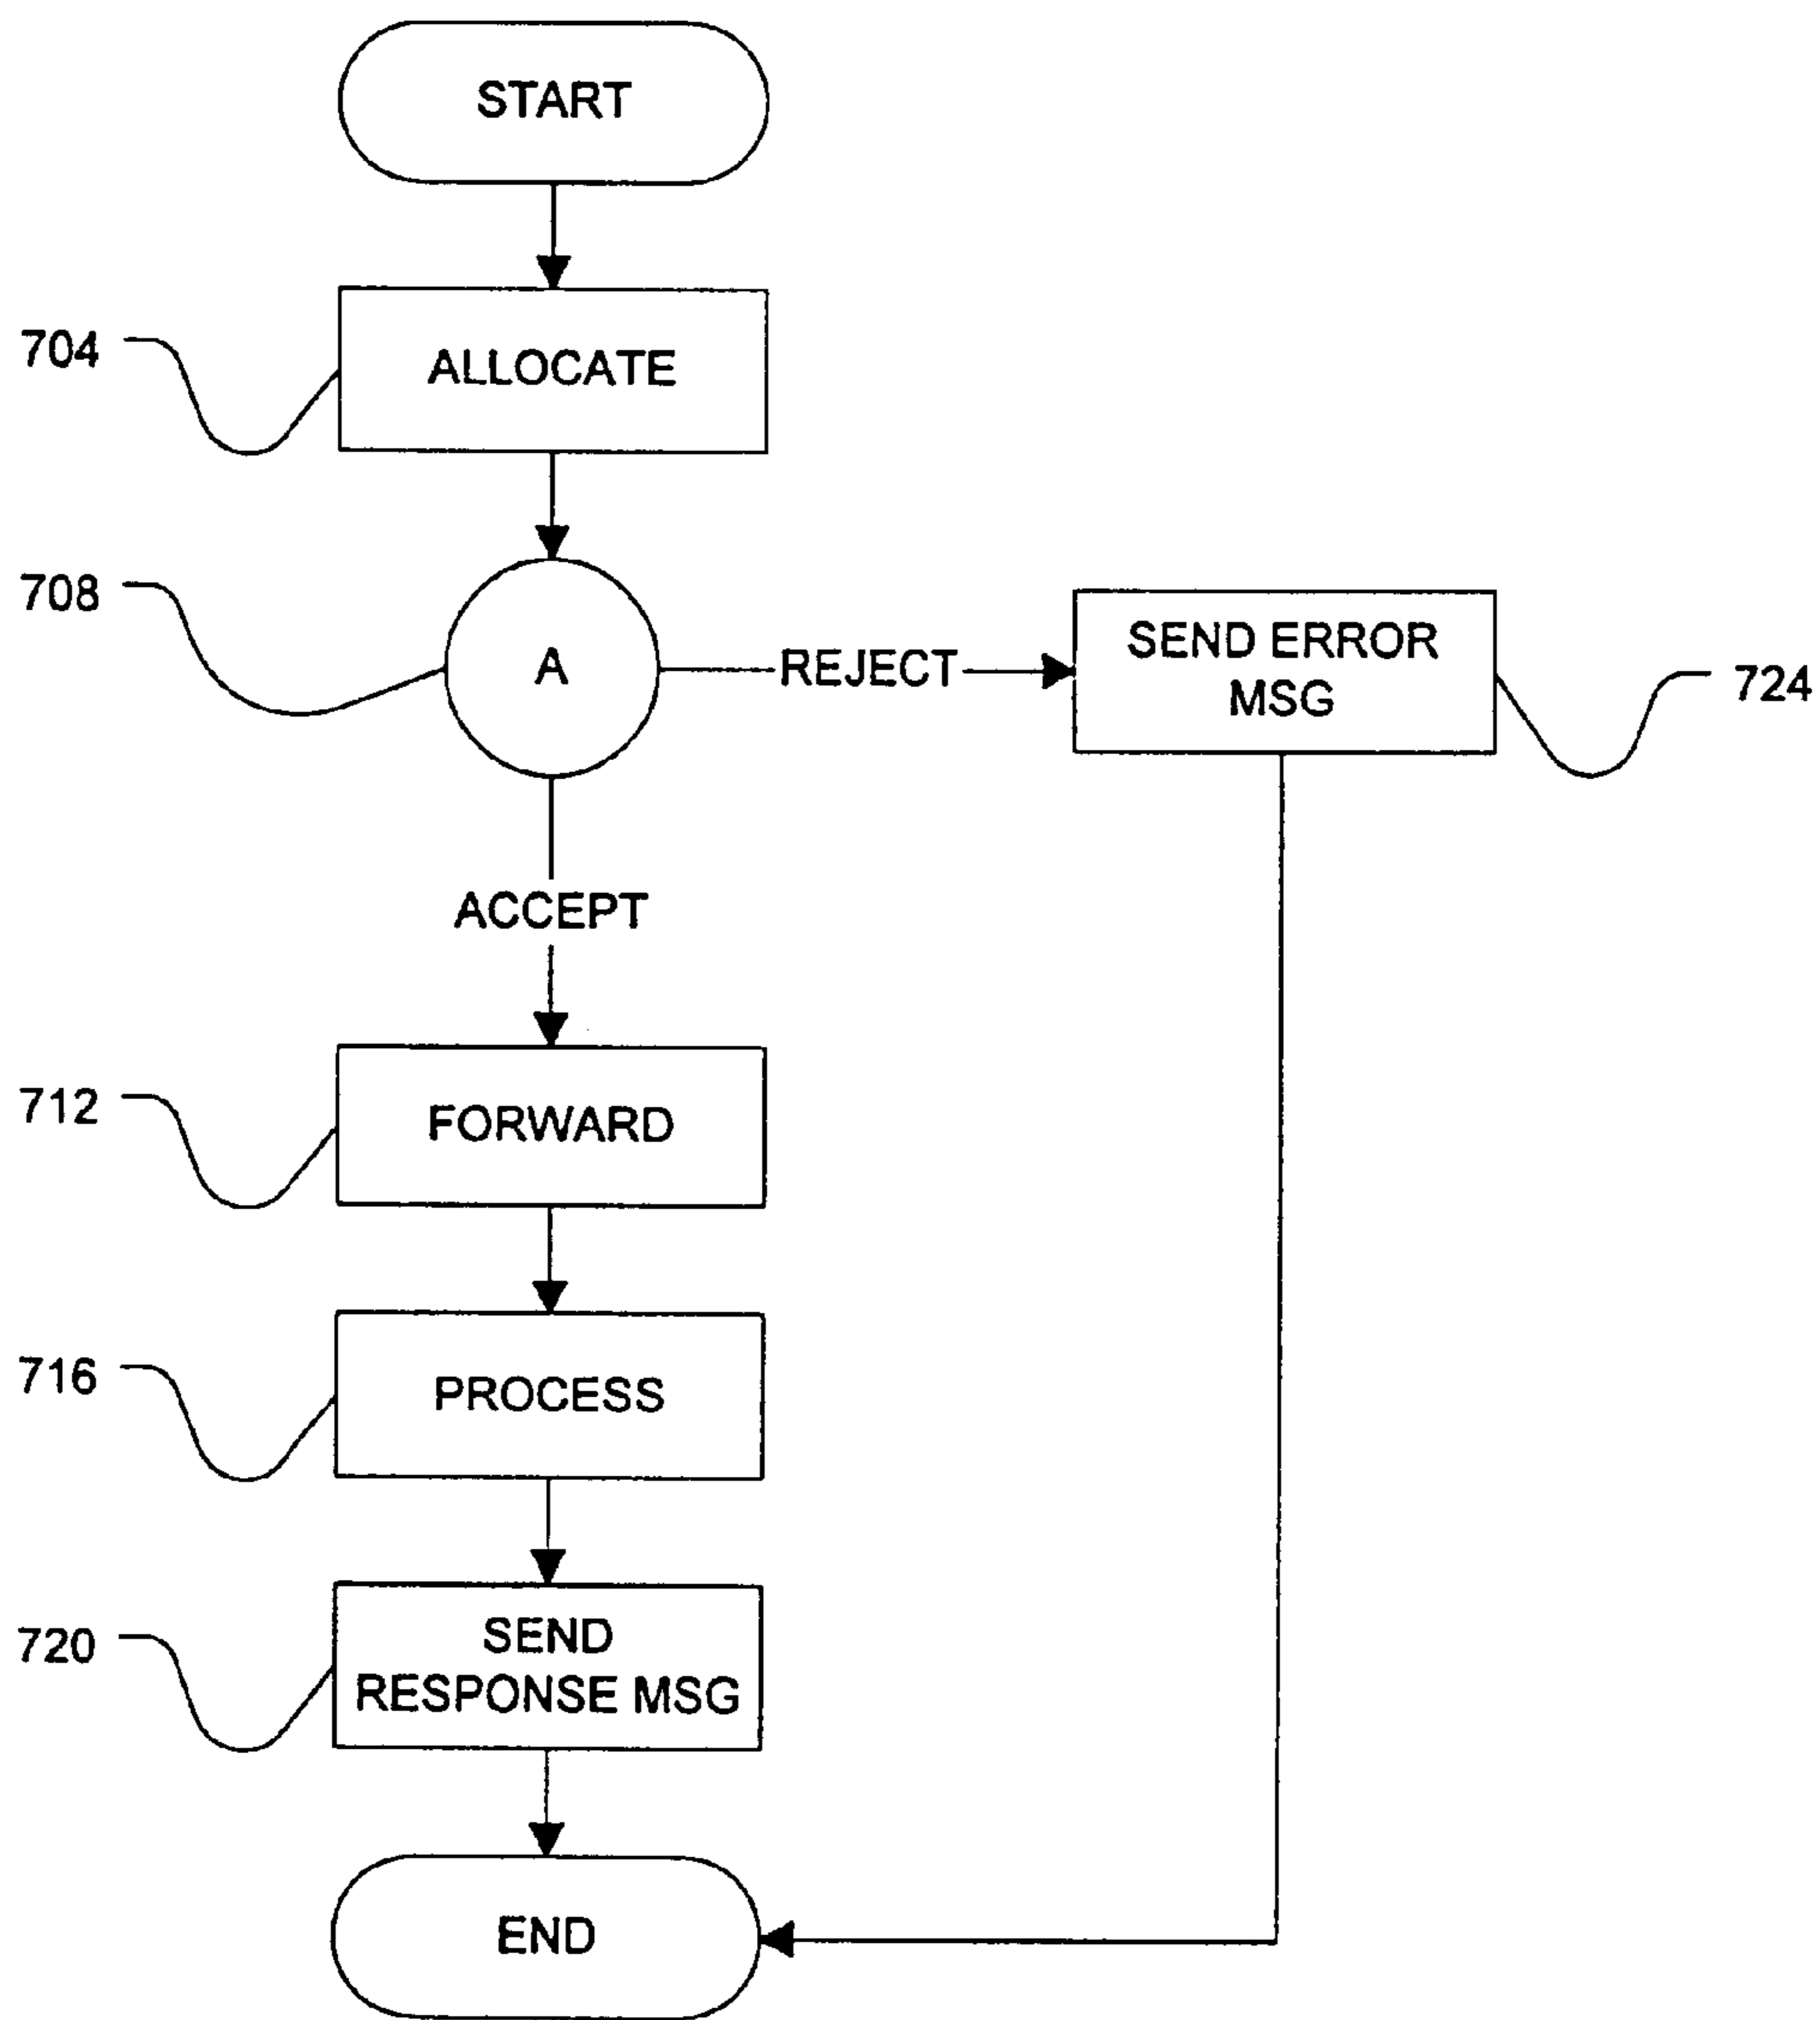 START
704
ALLOCATE
708
A
REJECT
SEND ERROR
MSG
724
ACCEPT
712
FORWARD
716
PROCESS
720
SEND
RESPONSE MSG
END